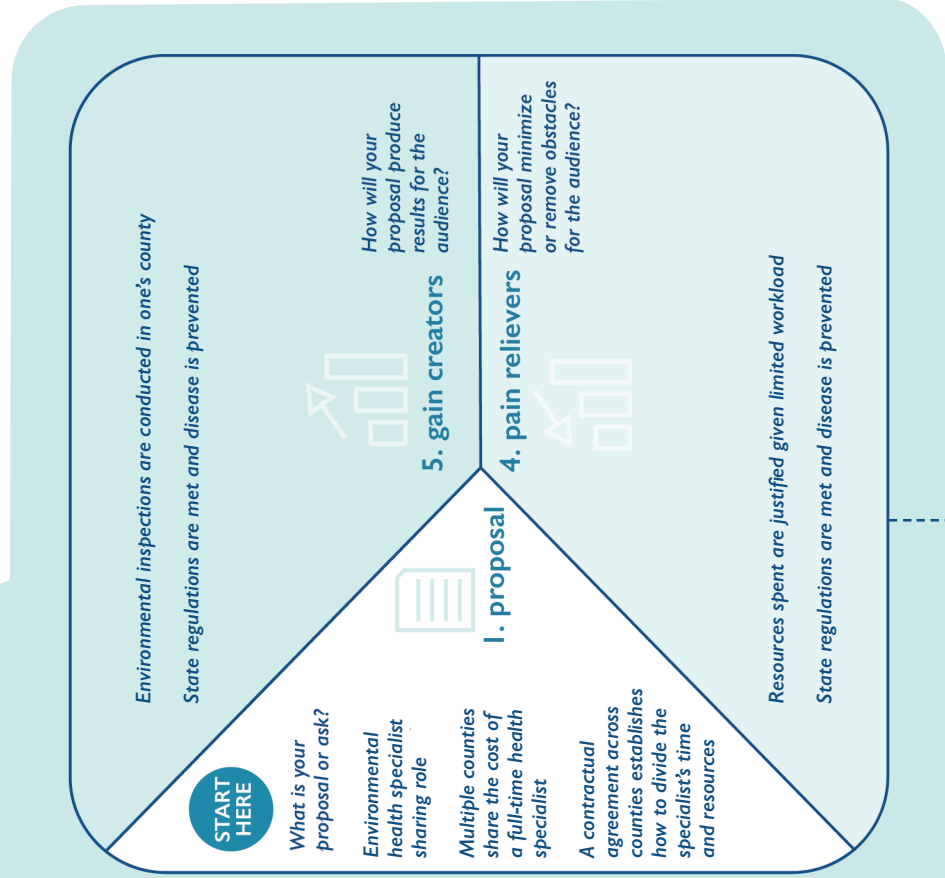 START
HERE
What is your
proposal or ask?
Environmental
health specialist
sharing role
Multiple counties
share the cost of
a full-time health
specialist
A contractual
agreement across
counties establishes
how to divide the
specialist's time
and resources
1. proposal
Environmental inspections are conducted in one's county
State regulations are met and disease is prevented
5. gain creators
How will your
proposal produce
results for the
audience?
4. pain relievers
How will your
proposal minimize
or remove obstacles
for the audience?
Resources spent are justified given limited workload
State regulations are met and disease is prevented